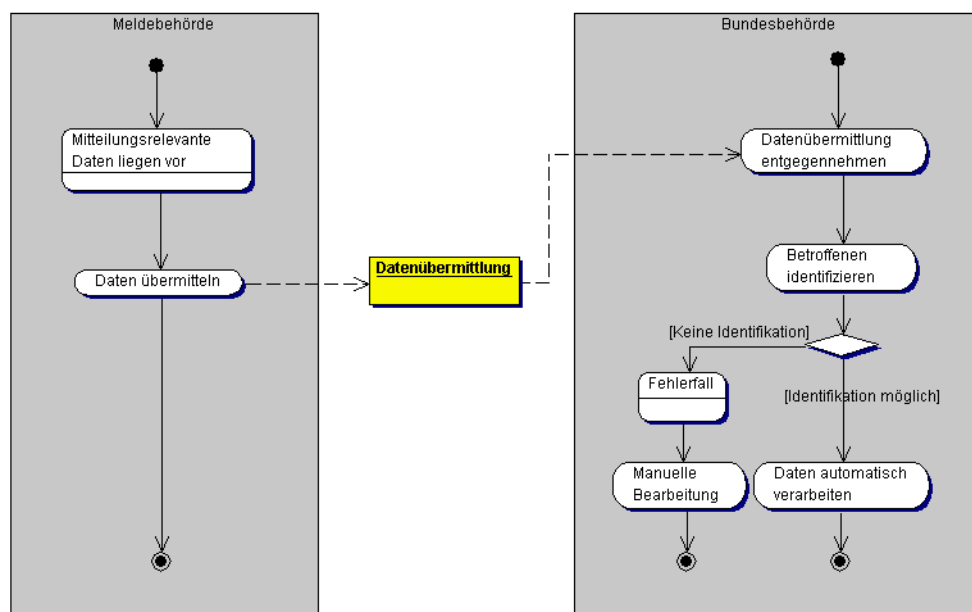 Meldebehörde
Mitteilungsrelevante
Daten liegen vor
Daten übermitteln
Datenübermittlung
Bundesbehörde
Datenübermittlung
entgegennehmen
Betroffenen
identifizieren
[Keine Identifikation]
Fehlerfall
[Identifikation möglich]
Manuelle
Bearbeitung
Daten automatisch
verarbeiten